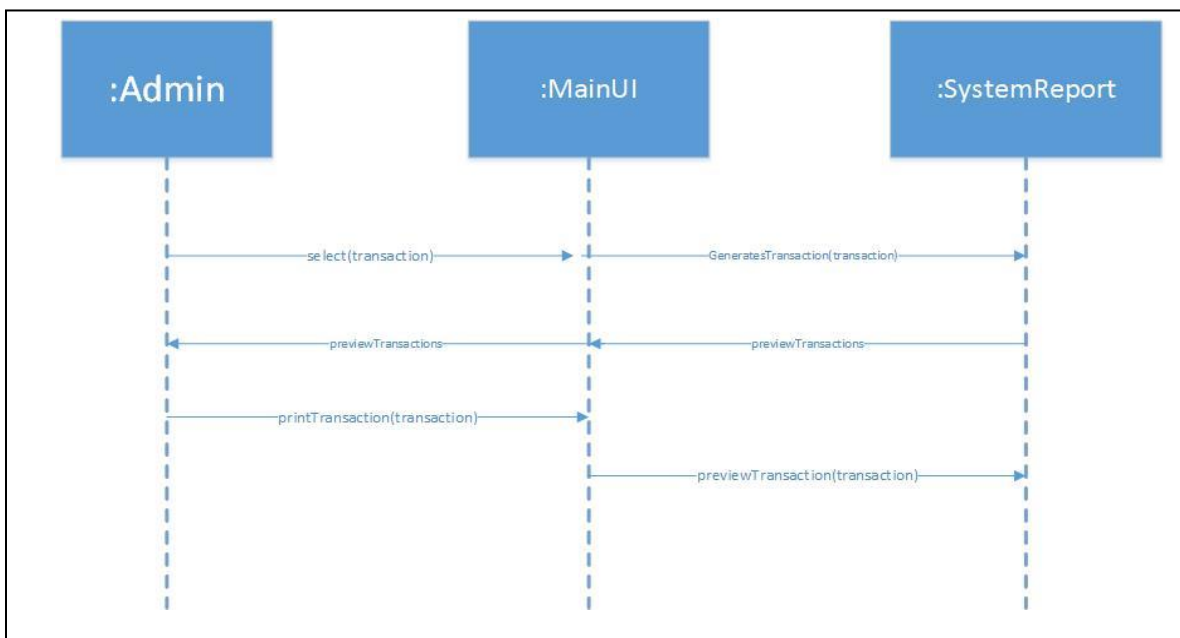 :Admin
:MainUI
:SystemReport
select(transaction)
GeneratesTransaction(transaction)
previewTransactions
previewTransactions
printTransaction(transaction)
previewTransaction(transaction)